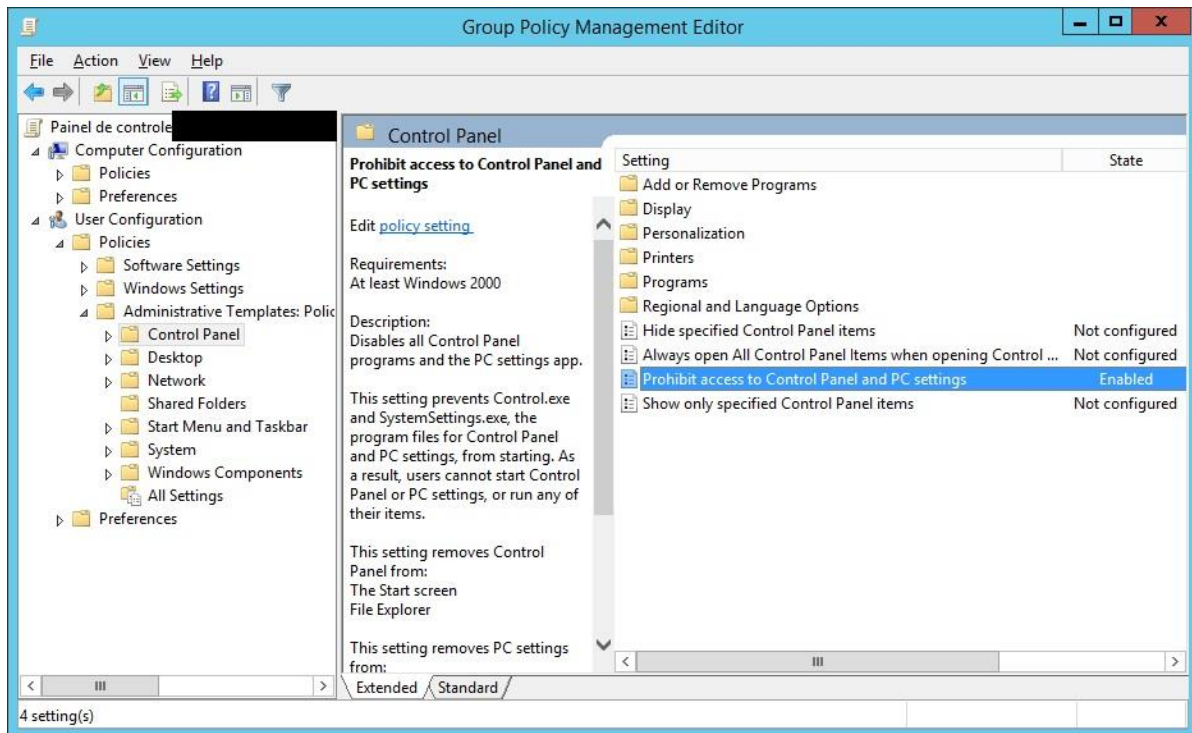 Group Policy Management Editor
File Action View Help
Painel de controle
Computer Configuration
Policies
Preferences
User Configuration
Policies
Software Settings
Windows Settings
Administrative Templates: Polic
Control Panel
Desktop
Network
Shared Folders
Start Menu and Taskbar
System
Windows Components
All Settings
Preferences
Control Panel
Prohibit access to Control Panel and
PC settings
Edit policy setting
Requirements:
At least Windows 2000
Description:
Disables all Control Panel
programs and the PC settings app.
This setting prevents Control.exe
and SystemSettings.exe, the
program files for Control Panel
and PC settings, from starting. As
a result, users cannot start Control
Panel or PC settings, or run any of
their items.
This setting removes Control
Panel from:
The Start screen
File Explorer
This setting removes PC settings
from:
Setting State
Add or Remove Programs
Display
Personalization
Printers
Programs
Regional and Language Options
Hide specified Control Panel items Not configured
Always open All Control Panel Items when opening Control ... Not configured
Prohibit access to Control Panel and PC settings Enabled
Show only specified Control Panel items Not configured
Extended Standard
4 setting(s)